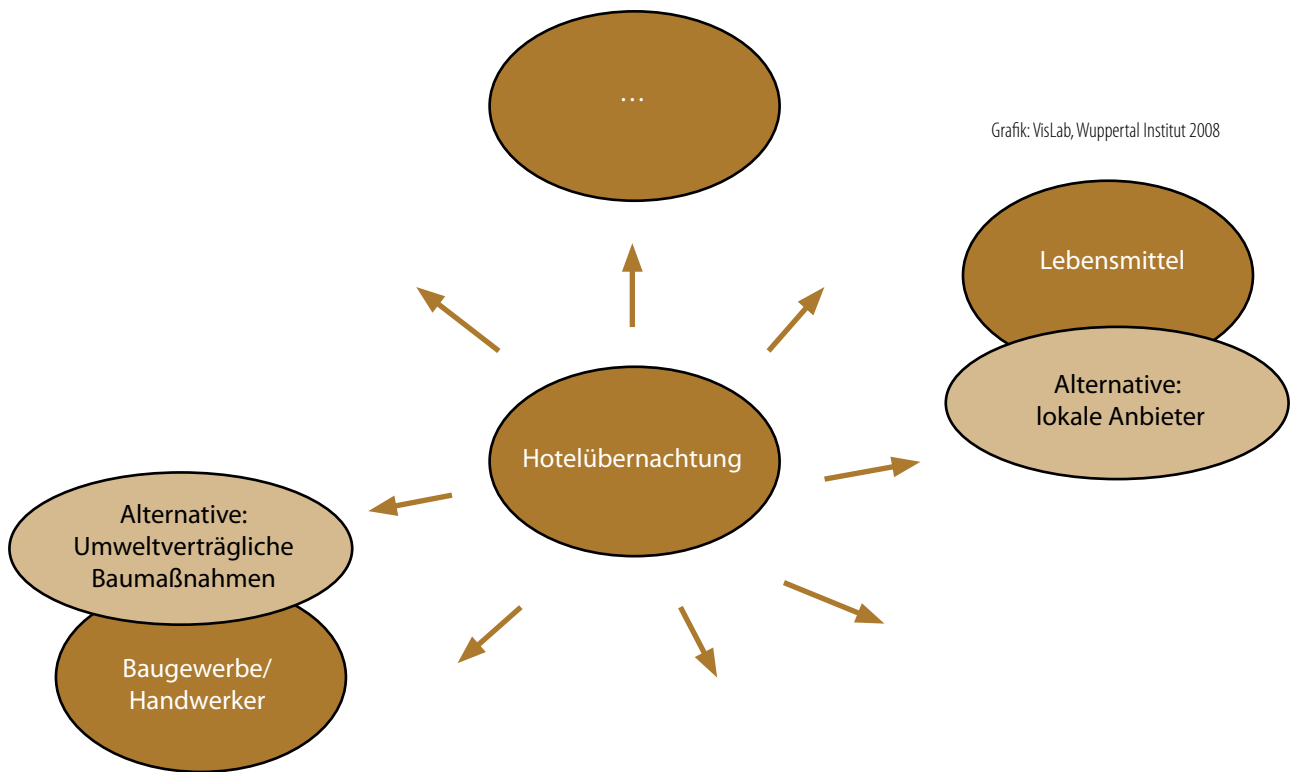 …
Grafik: VisLab, Wuppertal Institut 2008
Lebensmittel
Alternative:
lokale Anbieter
Hotelübernachtung
Alternative:
Umweltverträgliche
Baumaßnahmen
Baugewerbe/
Handwerker